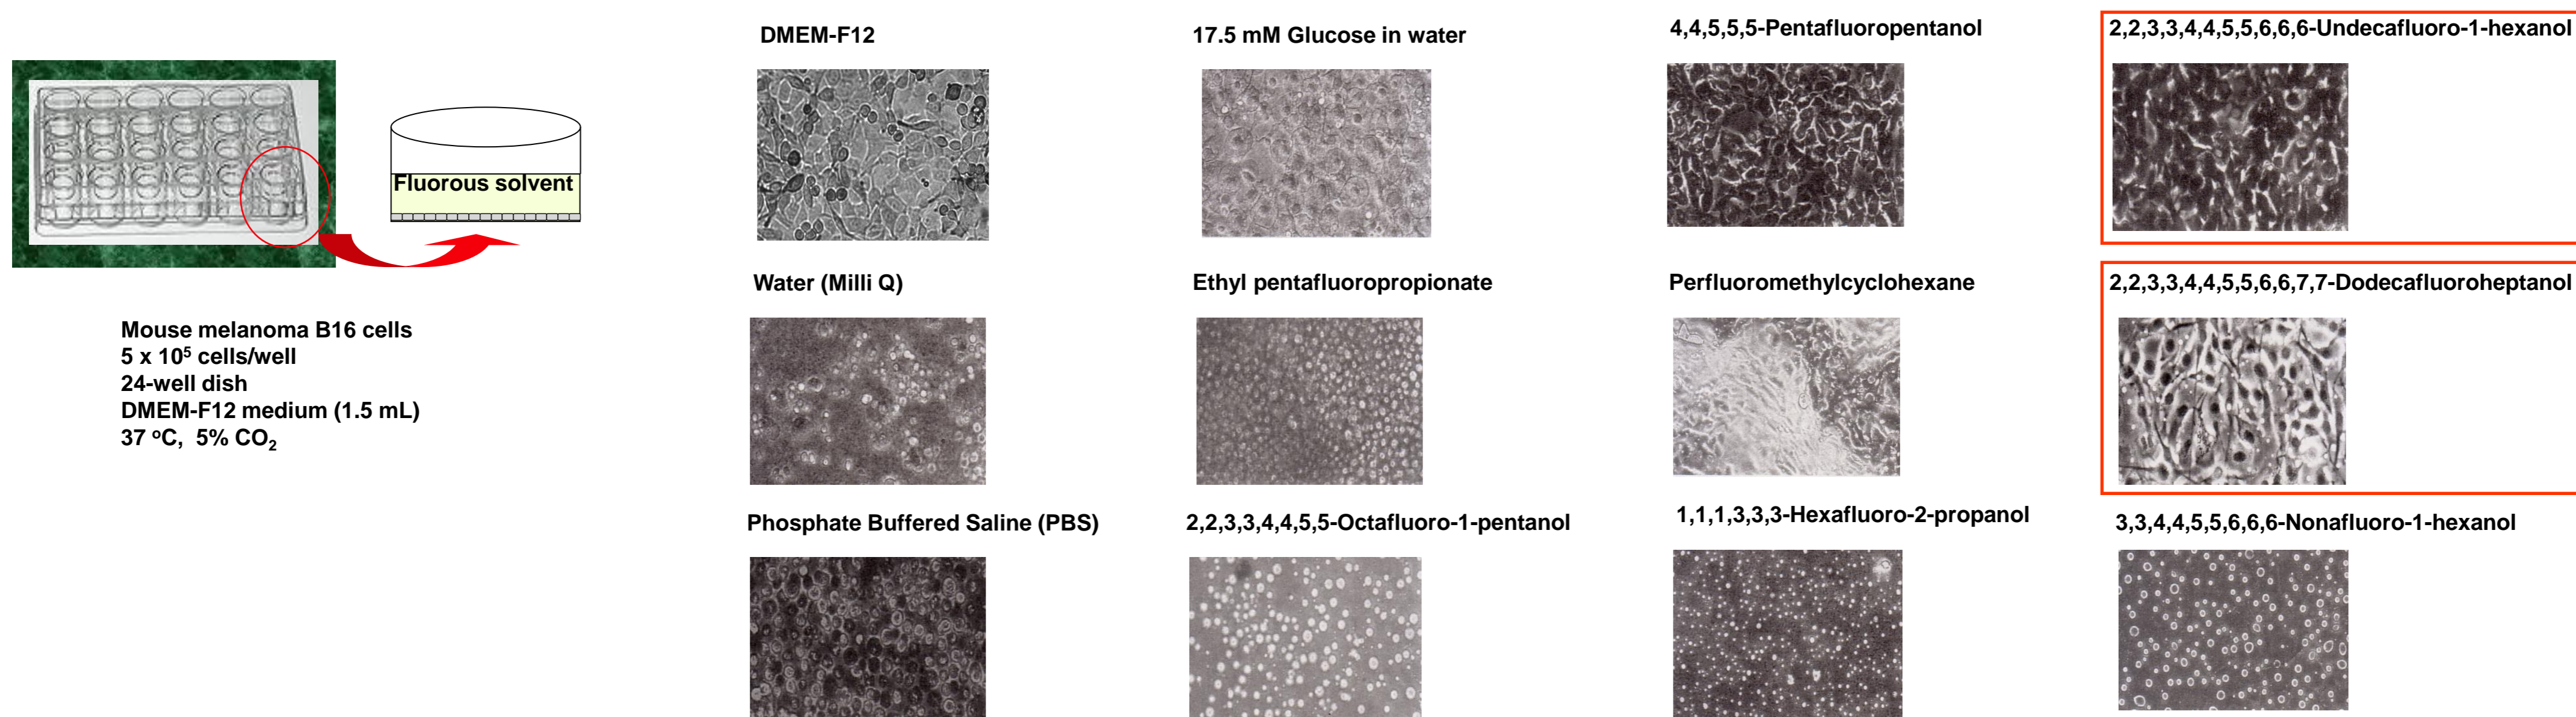 Fluorous solvent
Mouse melanoma B16 cells
5 x 10⁵ cells/well
24-well dish
DMEM-F12 medium (1.5 mL)
37 ºC, 5% CO₂
DMEM-F12
17.5 mM Glucose in water
4,4,5,5,5-Pentafluoropentanol
2,2,3,3,4,4,5,5,6,6,6-Undecafluoro-1-hexanol
Water (Milli Q)
Ethyl pentafluoropropionate
Perfluoromethylcyclohexane
2,2,3,3,4,4,5,5,6,6,7,7-Dodecafluoroheptanol
Phosphate Buffered Saline (PBS)
2,2,3,3,4,4,5,5-Octafluoro-1-pentanol
1,1,1,3,3,3-Hexafluoro-2-propanol
3,3,4,4,5,5,6,6,6-Nonafluoro-1-hexanol